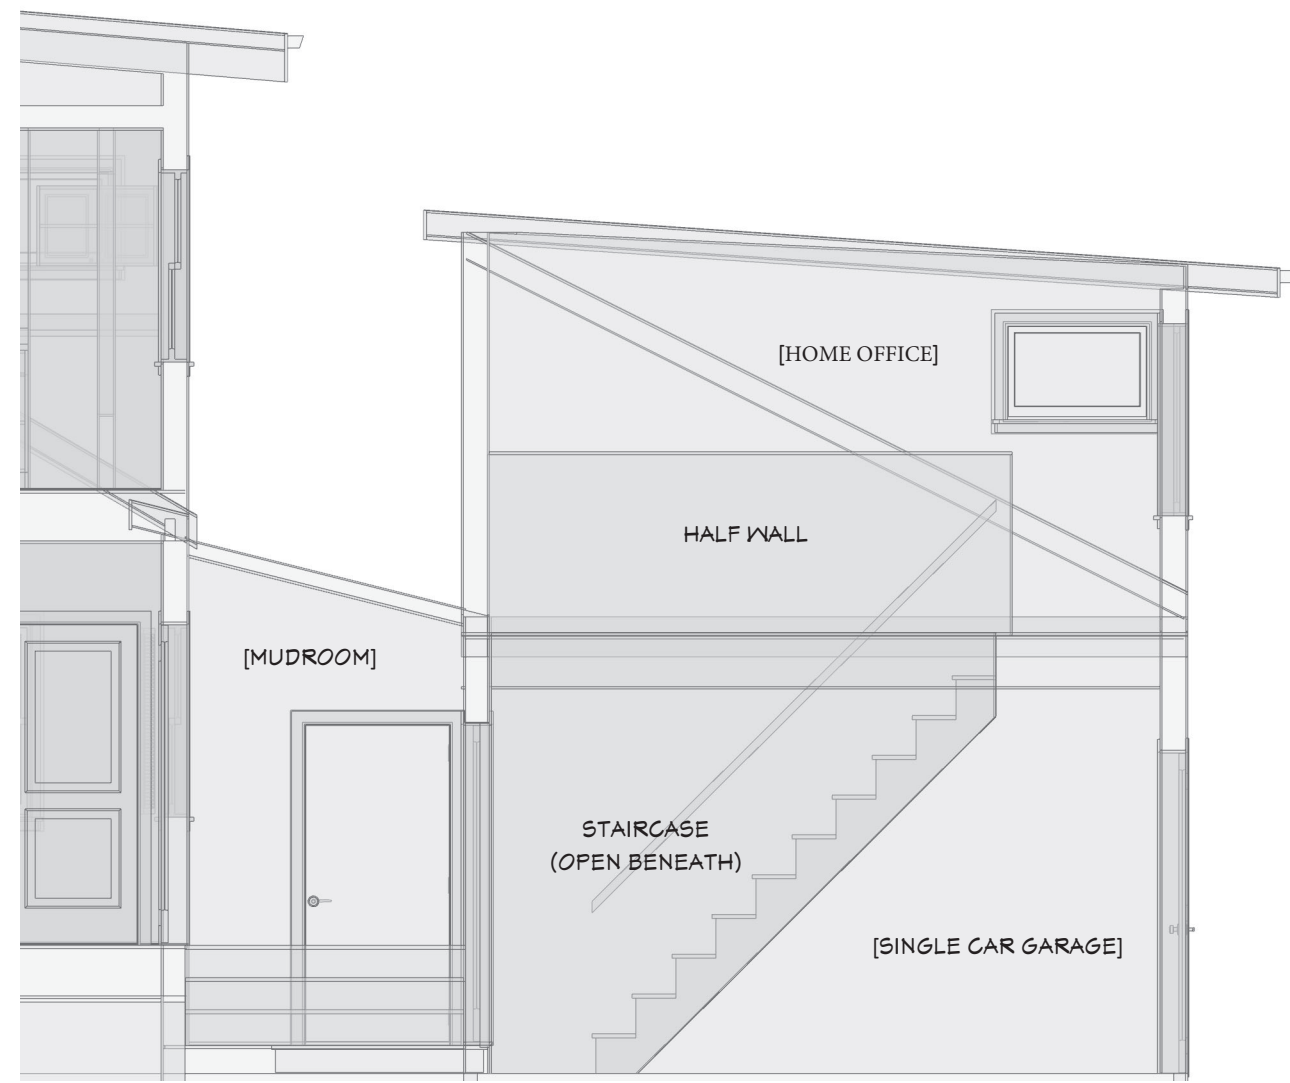 [HOME OFFICE]
HALF WALL
[MUDROOM]
STAIRCASE
(OPEN BENEATH)
[SINGLE CAR GARAGE]